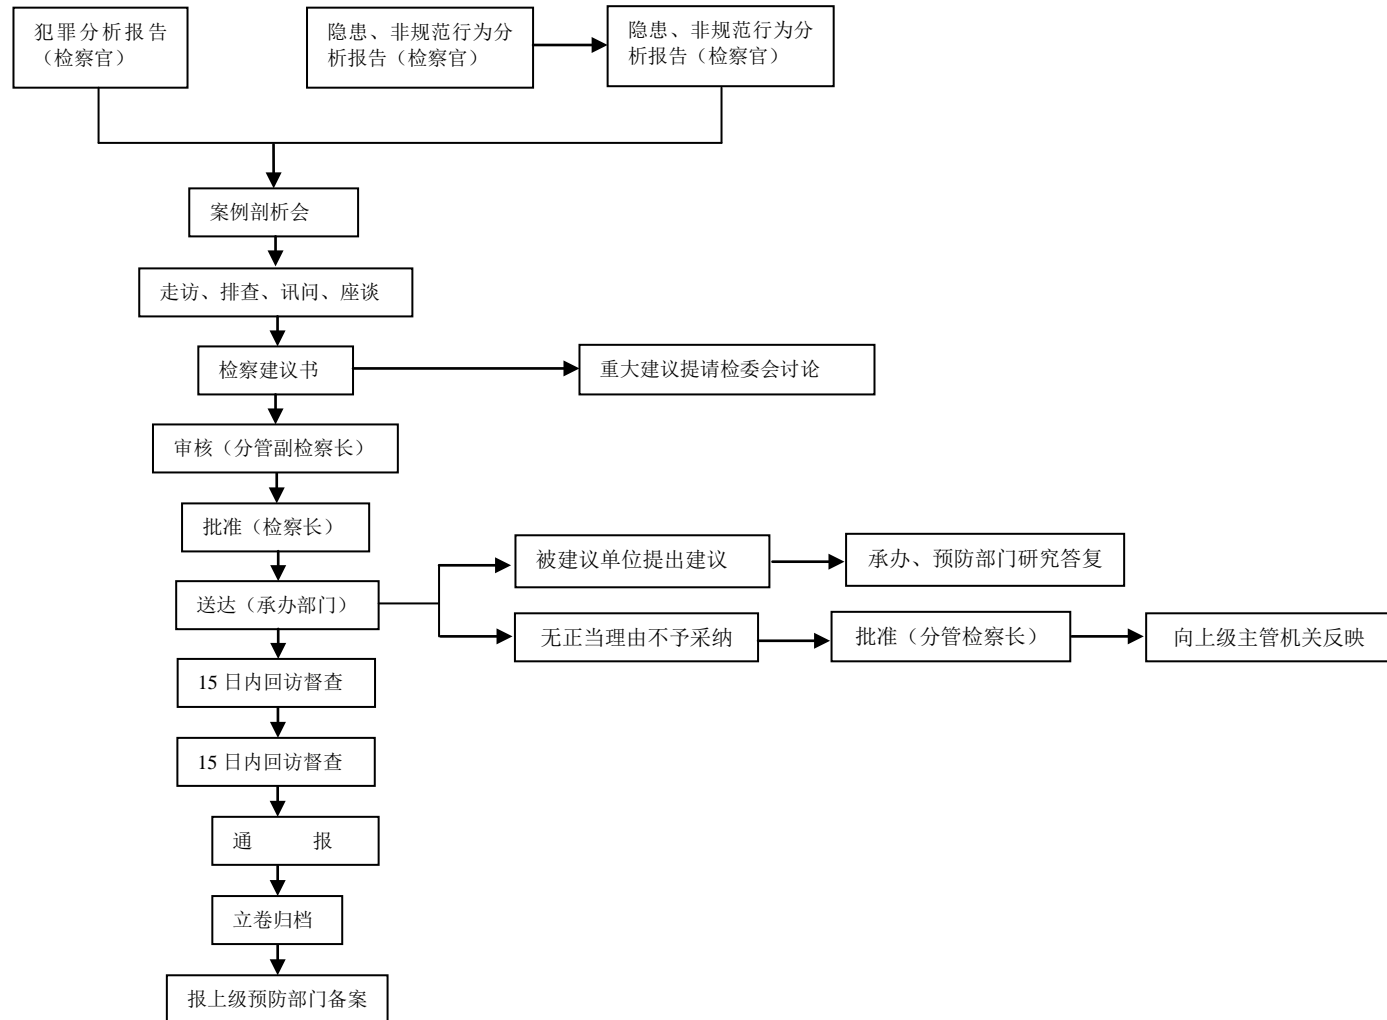 犯罪分析报告
（检察官）
隐患、非规范行为分
析报告（检察官）
隐患、非规范行为分
析报告（检察官）
案例剖析会
走访、排查、讯问、座谈
检察建议书
重大建议提请检委会讨论
审核（分管副检察长）
批准（检察长）
被建议单位提出建议
承办、预防部门研究答复
送达（承办部门）
无正当理由不予采纳
批准（分管检察长）
向上级主管机关反映
15 日内回访督查
15 日内回访督查
通 报
立卷归档
报上级预防部门备案